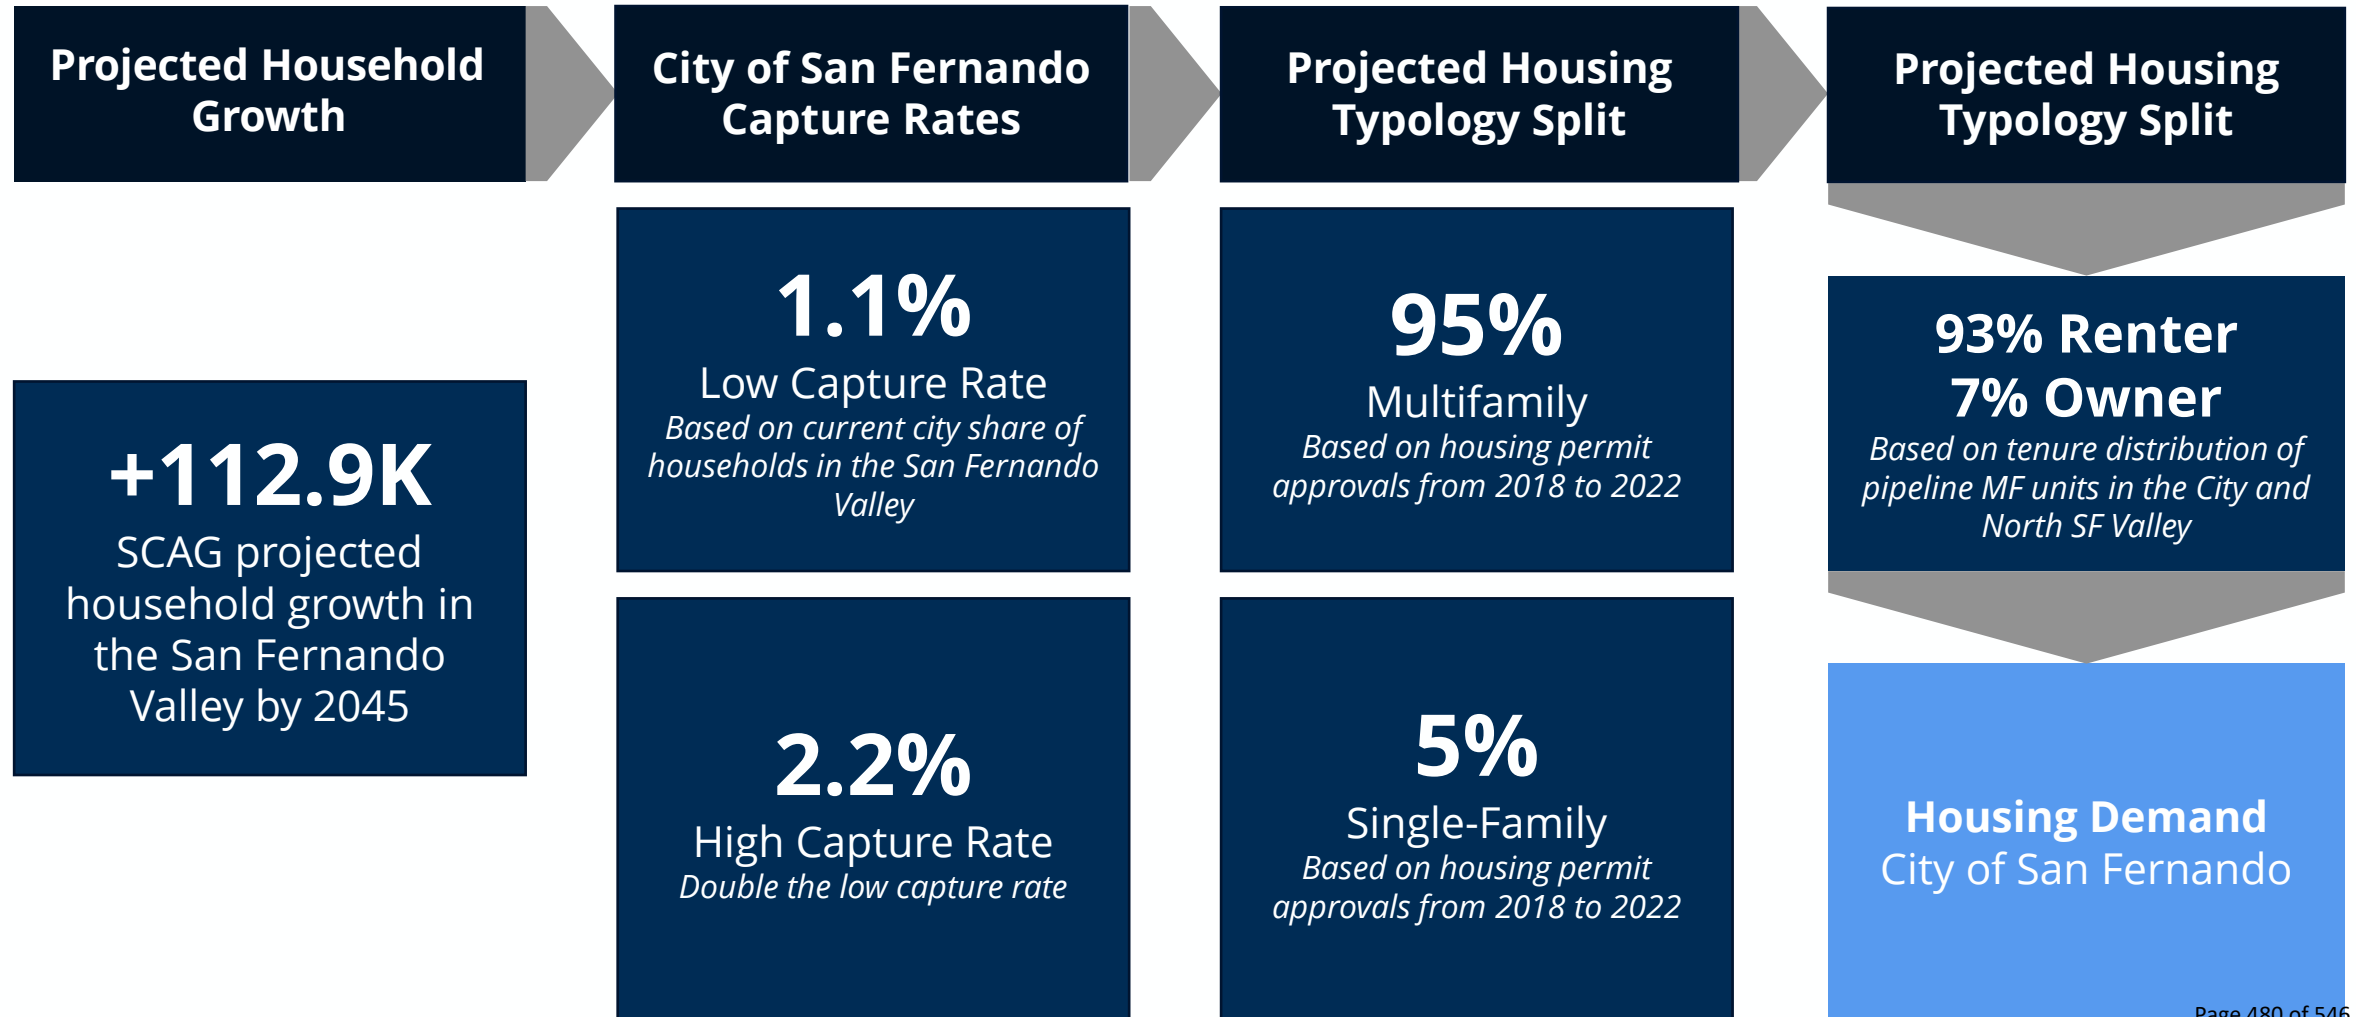 Projected Household
Growth
City of San Fernando
Capture Rates
Projected Housing
Typology Split
Projected Housing
Typology Split
+112.9K
SCAG projected
household growth in
the San Fernando
Valley by 2045
1.1%
Low Capture Rate
Based on current city share of
households in the San Fernando
Valley
2.2%
High Capture Rate
Double the low capture rate
95%
Multifamily
Based on housing permit
approvals from 2018 to 2022
5%
Single-Family
Based on housing permit
approvals from 2018 to 2022
93% Renter
7% Owner
Based on tenure distribution of
pipeline MF units in the City and
North SF Valley
Housing Demand
City of San Fernando
Page 480 of 546